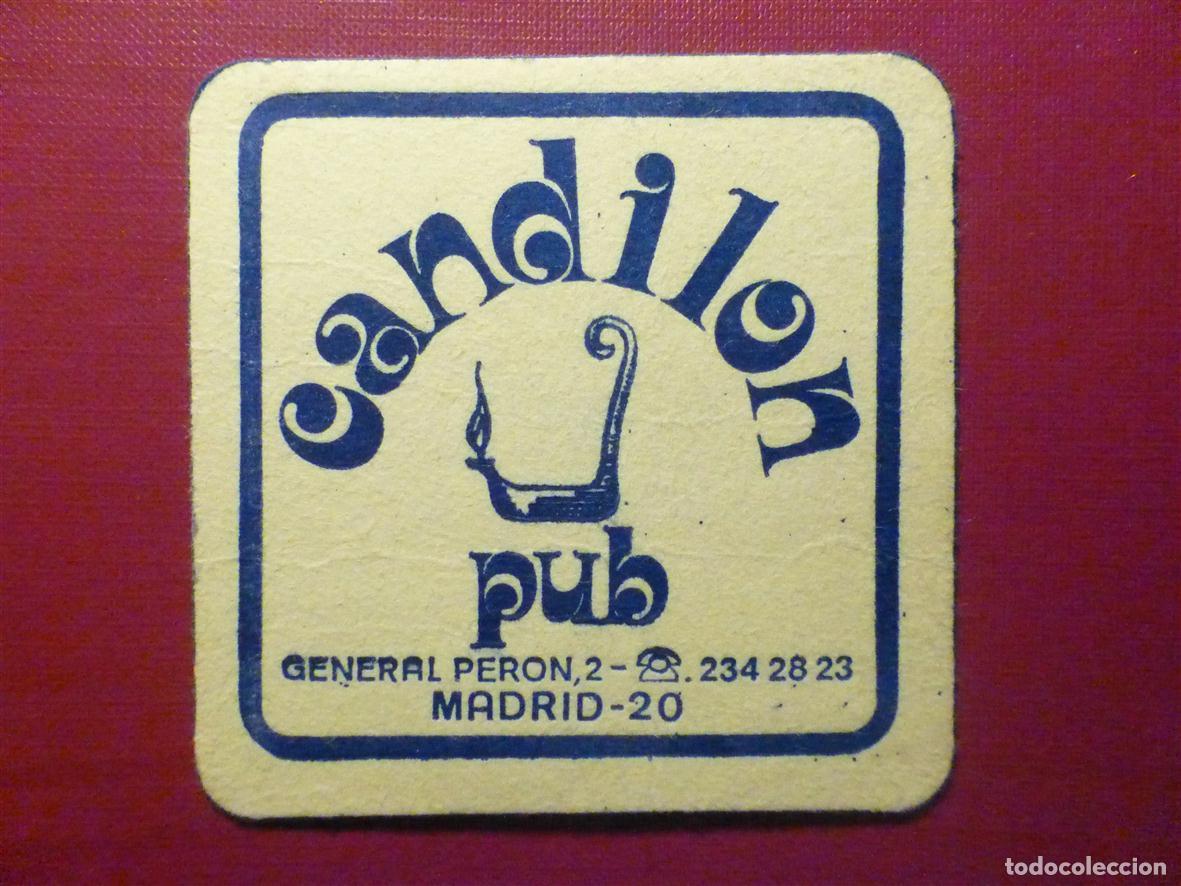 candilon
pub
GENERAL PERON, 2 - ☎. 234 28 23
MADRID - 20
todocoleccion